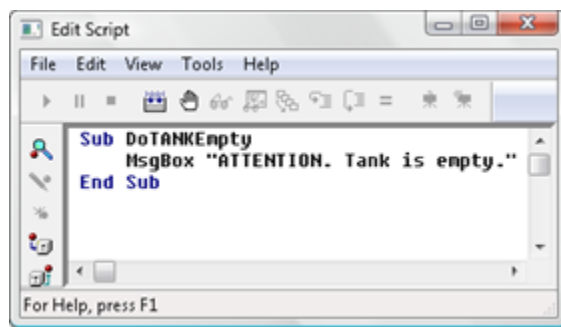 Edit Script
File Edit View Tools Help
Sub DoTANKEmpty
MsgBox "ATTENTION. Tank is empty."
End Sub
For Help, press F1